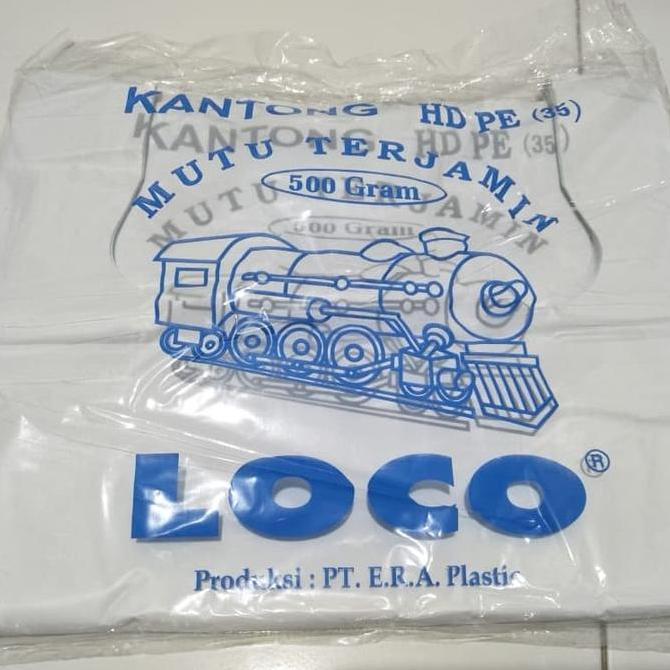 KANTONG HD PE (35)
MUTU TERJAMIN
500 Gram
LOCO ®
Produksi : PT. E.R.A. Plastic